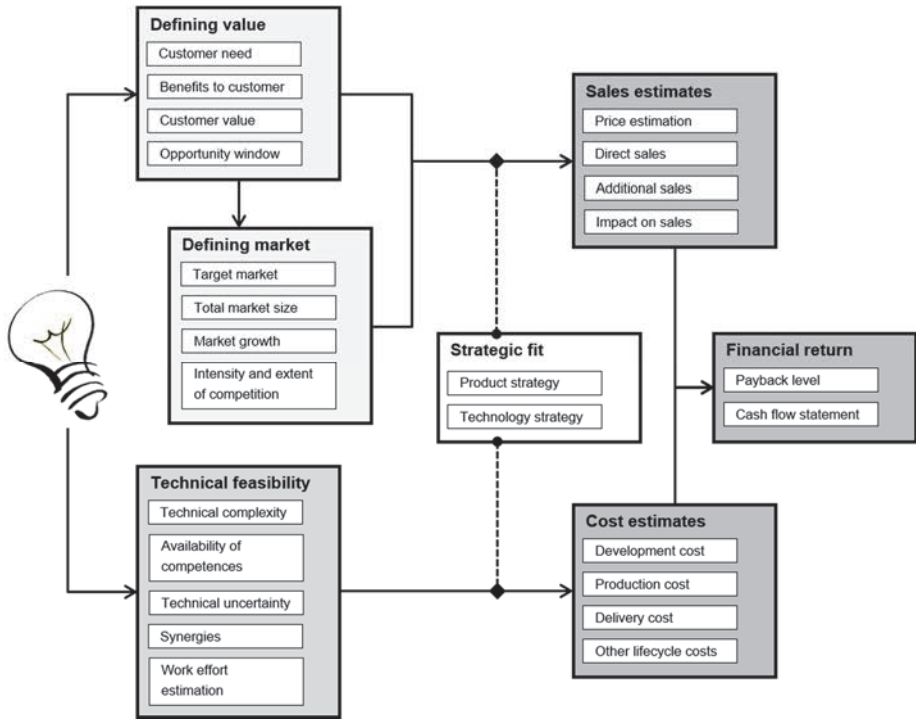 Defining value
Customer need
Benefits to customer
Customer value
Opportunity window
Defining market
Target market
Total market size
Market growth
Intensity and extent
of competition
Technical feasibility
Technical complexity
Availability of
competences
Technical uncertainty
Synergies
Work effort
estimation
Strategic fit
Product strategy
Technology strategy
Sales estimates
Price estimation
Direct sales
Additional sales
Impact on sales
Financial return
Payback level
Cash flow statement
Cost estimates
Development cost
Production cost
Delivery cost
Other lifecycle costs